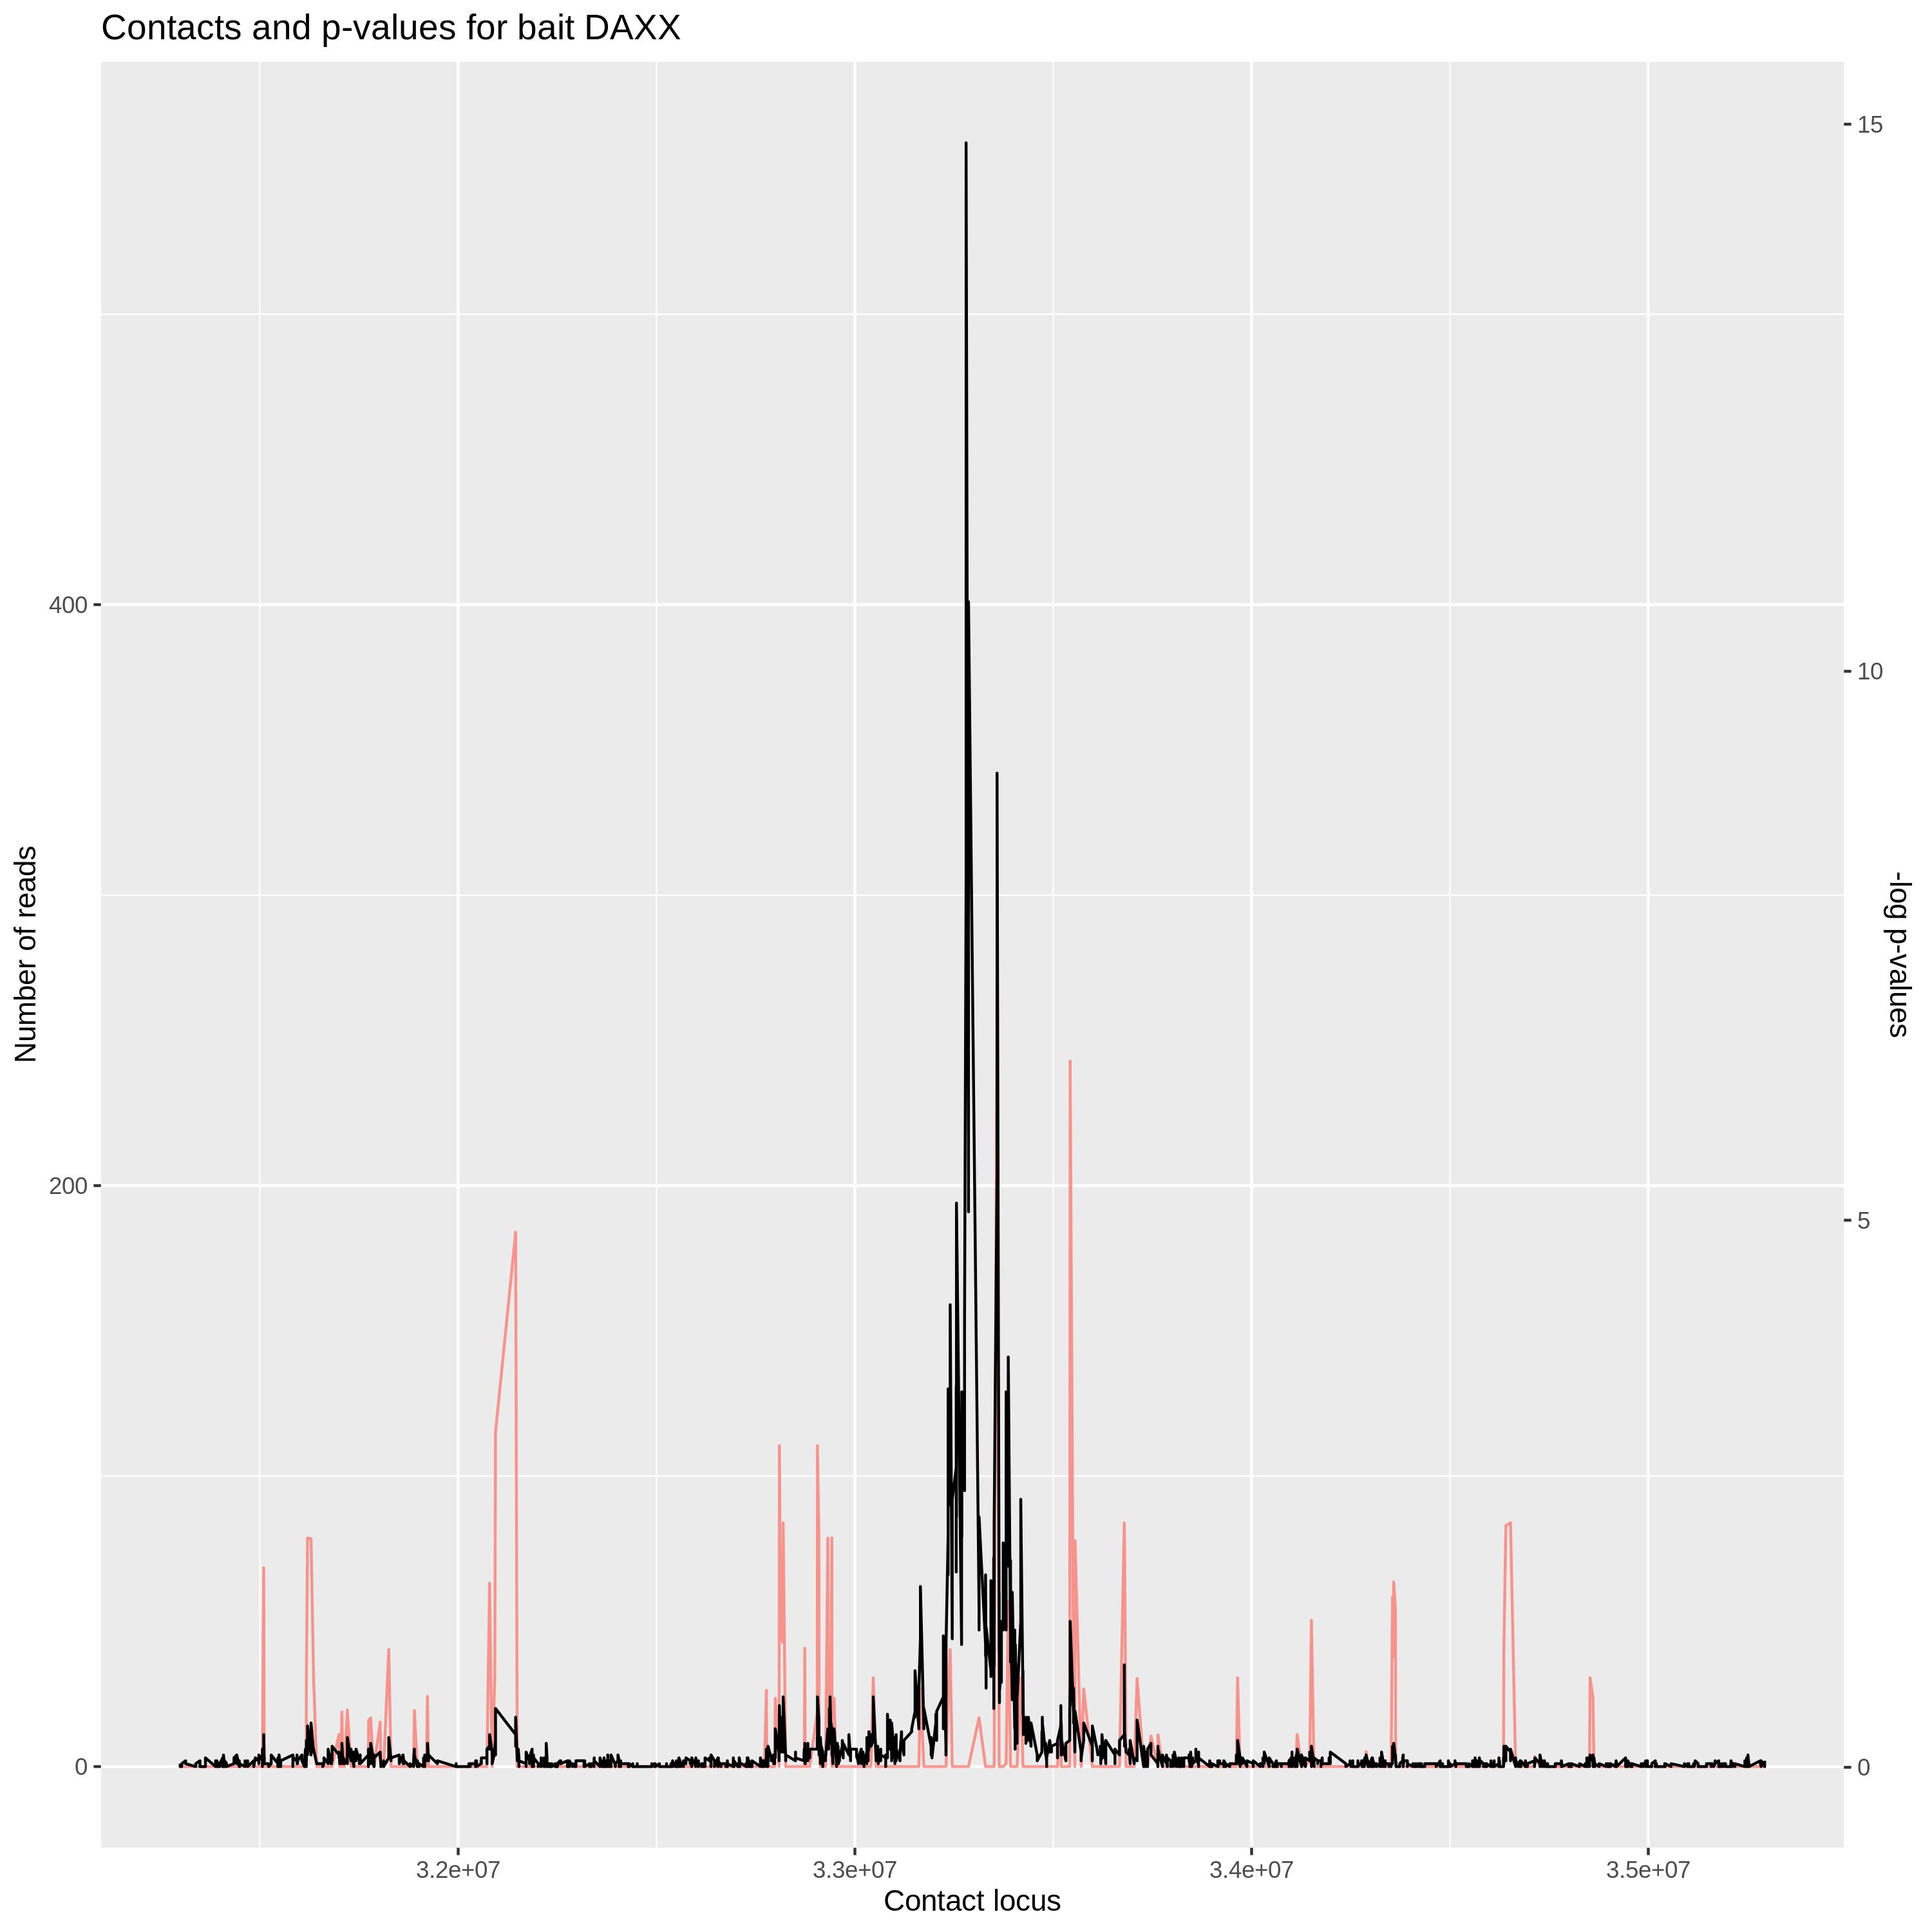 Contacts and p-values for bait DAXX
15
10
400
Number of reads
-log p-values
200
5
0
0
3.2e+07
3.3e+07
3.4e+07
3.5e+07
Contact locus